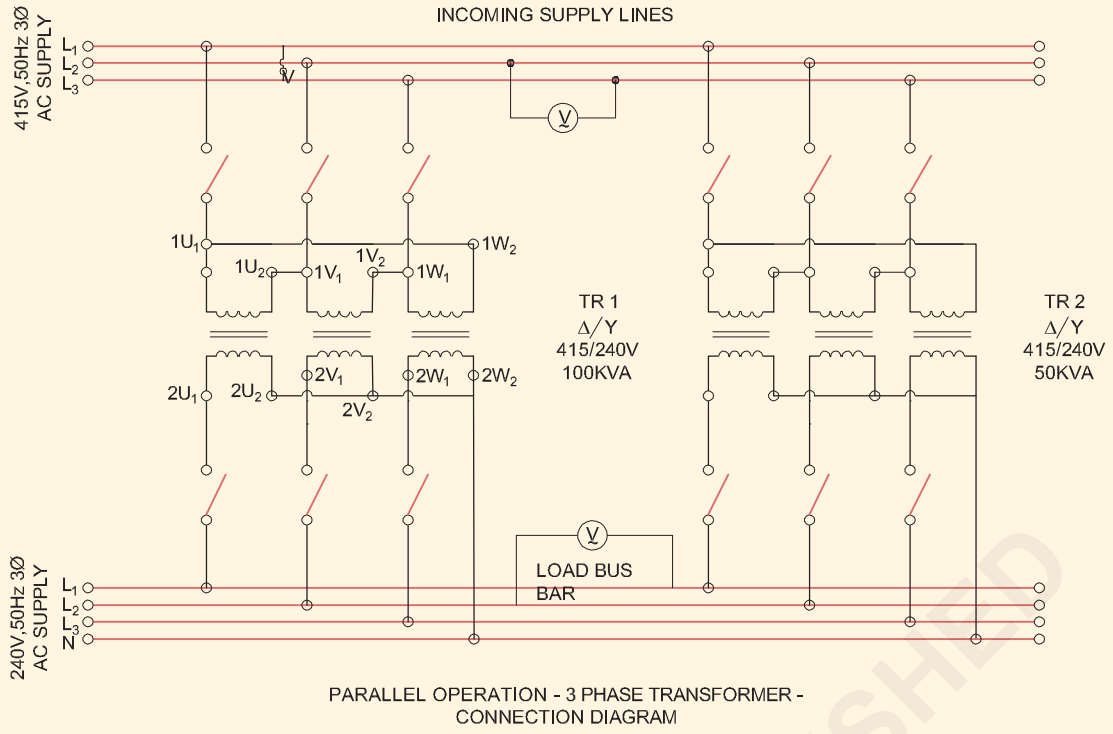 INCOMING SUPPLY LINES
415V,50Hz 3Ø
AC SUPPLY
L₁
L₂
L₃
V
V
1U₁
1W₂
1U₂
1V₁
1V₂
1W₁
TR 1
Δ/Y
415/240V
100KVA
TR 2
Δ/Y
415/240V
50KVA
2V₁
2W₁
2W₂
2U₁
2U₂
2V₂
V
LOAD BUS
BAR
240V,50Hz 3Ø
AC SUPPLY
L₁
L₂
L₃
N
PARALLEL OPERATION - 3 PHASE TRANSFORMER -
CONNECTION DIAGRAM
SHED